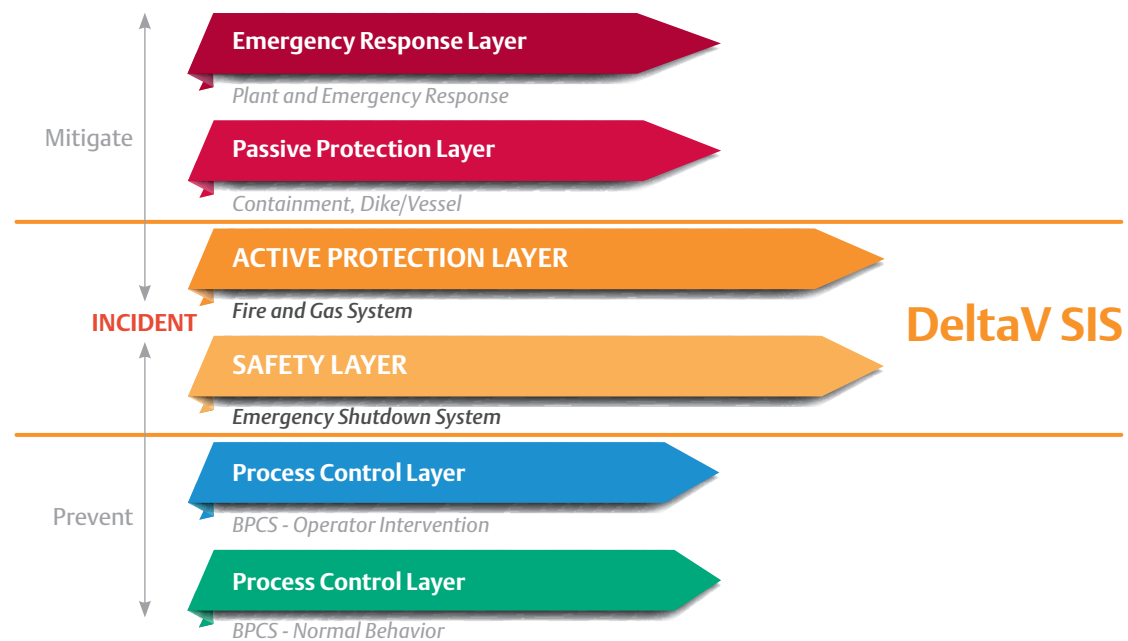 Emergency Response Layer
Plant and Emergency Response
Mitigate
Passive Protection Layer
Containment, Dike/Vessel
ACTIVE PROTECTION LAYER
Fire and Gas System
INCIDENT
DeltaV SIS
SAFETY LAYER
Emergency Shutdown System
Process Control Layer
Prevent
BPCS - Operator Intervention
Process Control Layer
BPCS - Normal Behavior